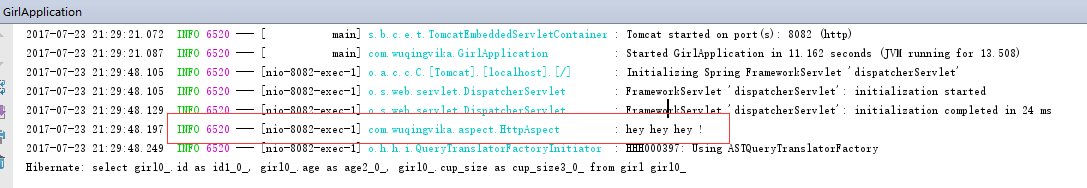 GirlApplication
2017-07-23 21:29:21.072 INFO 6520 --- [ main] s.b.c.e.t.TomcatEmbeddedServletContainer : Tomcat started on port(s): 8082 (http)
2017-07-23 21:29:21.087 INFO 6520 --- [ main] com.wuqingvika.GirlApplication : Started GirlApplication in 11.162 seconds (JVM running for 13.508)
2017-07-23 21:29:48.105 INFO 6520 --- [nio-8082-exec-1] o.a.c.c.C.[Tomcat].[localhost].[/] : Initializing Spring FrameworkServlet 'dispatcherServlet'
2017-07-23 21:29:48.105 INFO 6520 --- [nio-8082-exec-1] o.s.web.servlet.DispatcherServlet : FrameworkServlet 'dispatcherServlet': initialization started
2017-07-23 21:29:48.129 INFO 6520 --- [nio-8082-exec-1] o.s.web.servlet.DispatcherServlet : FrameworkServlet 'dispatcherServlet': initialization completed in 24 ms
2017-07-23 21:29:48.197 INFO 6520 --- [nio-8082-exec-1] com.wuqingvika.aspect.HttpAspect : hey hey hey !
2017-07-23 21:29:48.249 INFO 6520 --- [nio-8082-exec-1] o.h.h.i.QueryTranslatorFactoryInitiator : HHH000397: Using ASTQueryTranslatorFactory
Hibernate: select girl0_.id as id1_0_, girl0_.age as age2_0_, girl0_.cup_size as cup_size3_0_ from girl girl0_